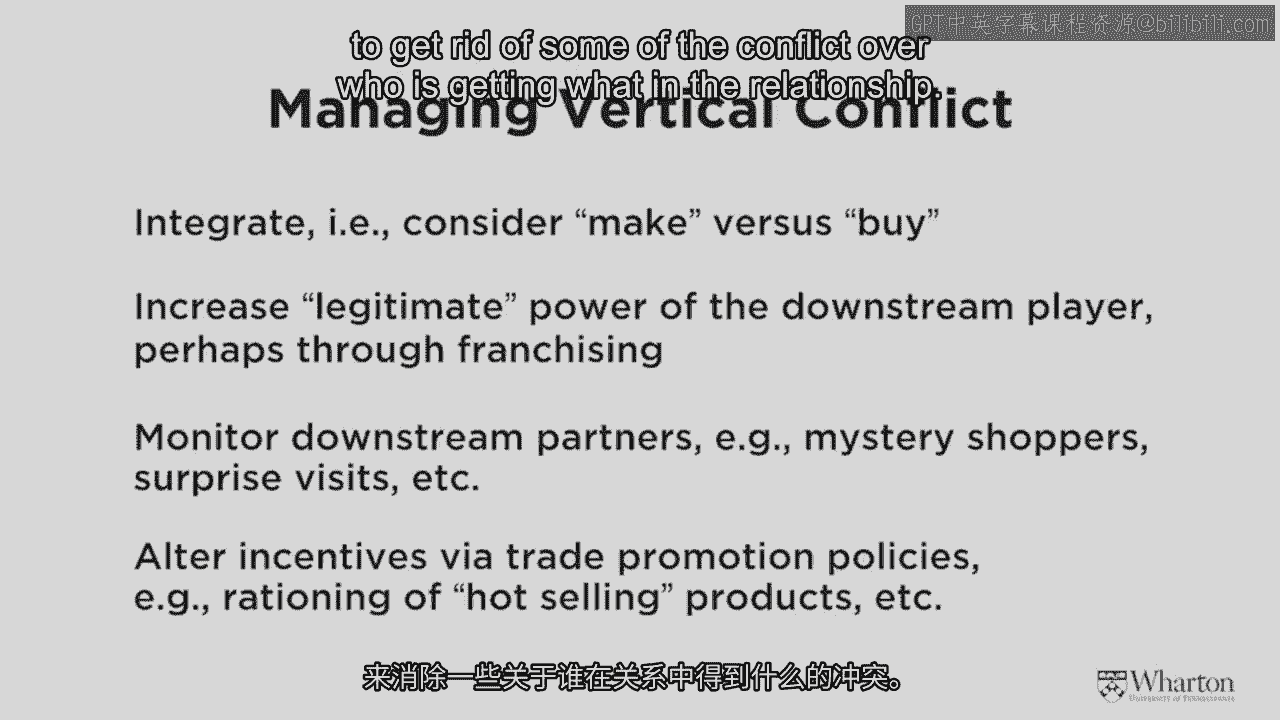 GPT中英字幕课程资源@bilibili.com
to get rid of some of the conflict over
who is getting what in the relationship.
Managing Vertical Conflict
Integrate, i.e., consider “make” versus “buy”
Increase “legitimate” power of the downstream player,
perhaps through franchising
Monitor downstream partners, e.g., mystery shoppers,
surprise visits, etc.
Alter incentives via trade promotion policies,
e.g., rationing of “hot selling” products, etc.
来消除一些关于谁在关系中得到什么的冲突。
Wharton
University of Pennsylvania